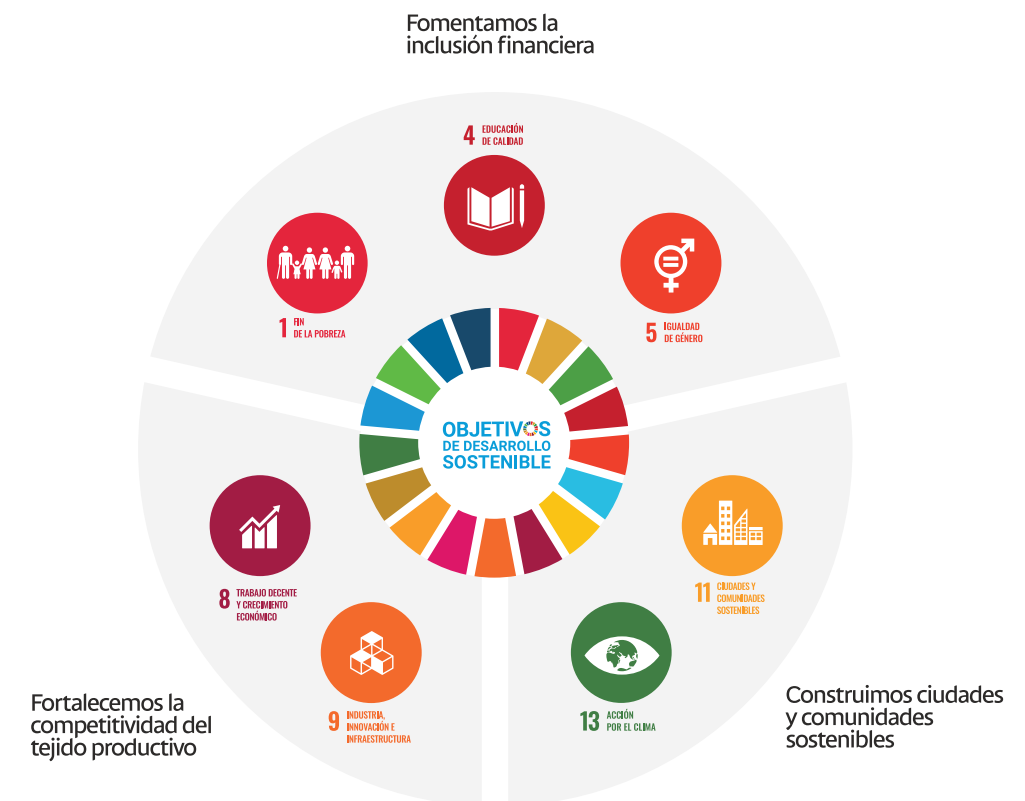 Fomentamos la
inclusión financiera
4 EDUCACIÓN
DE CALIDAD
1 FIN
DE LA POBREZA
5 IGUALDAD
DE GÉNERO
OBJETIVOS
DE DESARROLLO
SOSTENIBLE
8 TRABAJO DECENTE
Y CRECIMIENTO
ECONÓMICO
11 CIUDADES Y
COMUNIDADES
SOSTENIBLES
9 INDUSTRIA,
INNOVACIÓN E
INFRAESTRUCTURA
13 ACCIÓN
POR EL CLIMA
Fortalecemos la
competitividad del
tejido productivo
Construimos ciudades
y comunidades
sostenibles